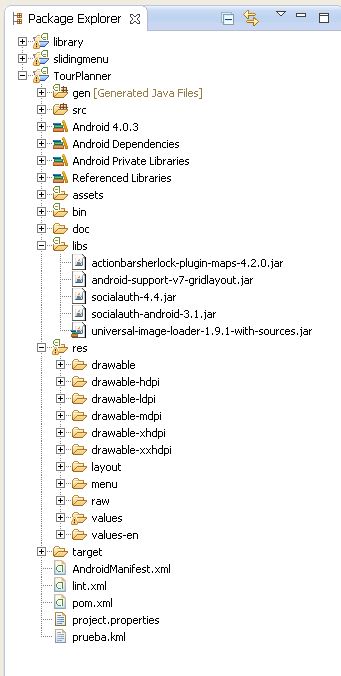 Package Explorer
library
slidingmenu
TourPlanner
gen [Generated Java Files]
src
Android 4.0.3
Android Dependencies
Android Private Libraries
Referenced Libraries
assets
bin
doc
libs
actionbarsherlock-plugin-maps-4.2.0.jar
android-support-v7-gridlayout.jar
socialauth-4.4.jar
socialauth-android-3.1.jar
universal-image-loader-1.9.1-with-sources.jar
res
drawable
drawable-hdpi
drawable-ldpi
drawable-mdpi
drawable-xhdpi
drawable-xxhdpi
layout
menu
raw
values
values-en
target
AndroidManifest.xml
lint.xml
pom.xml
project.properties
prueba.kml